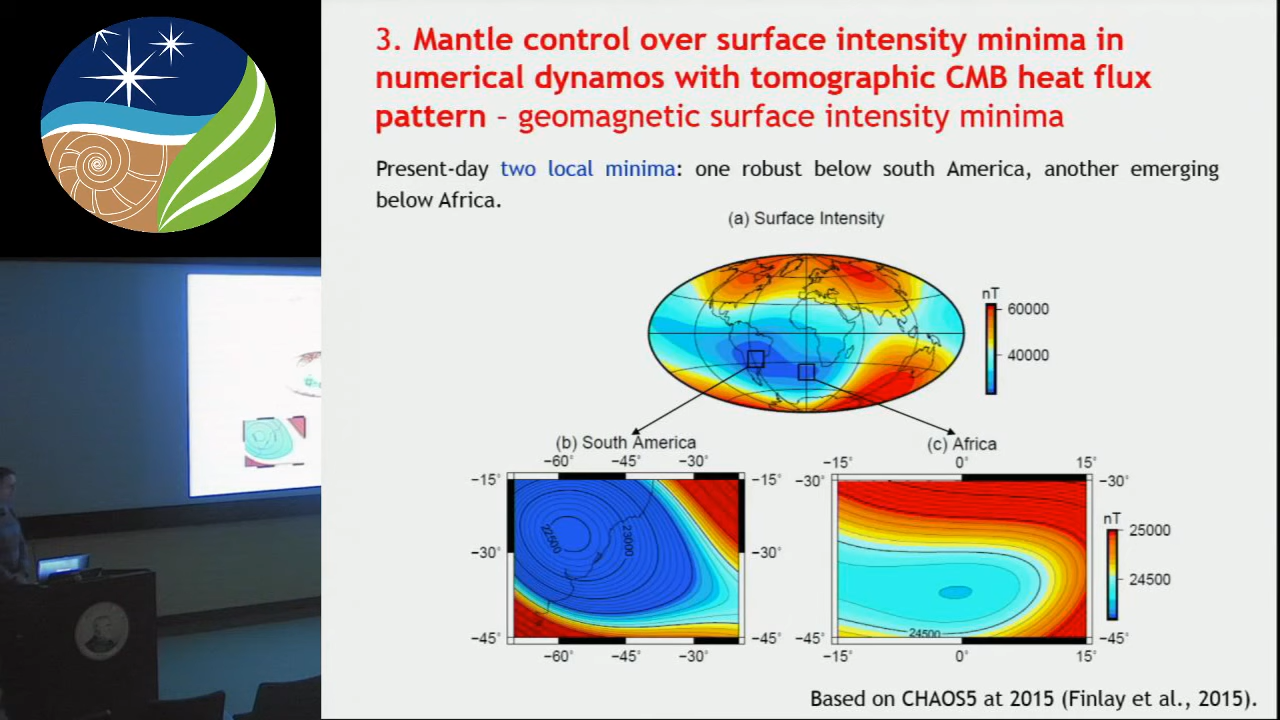 3. Mantle control over surface intensity minima in
numerical dynamos with tomographic CMB heat flux
pattern – geomagnetic surface intensity minima
Present-day two local minima: one robust below south America, another emerging
below Africa.
(a) Surface Intensity
nT
60000
40000
(b) South America
−60° −45° −30°
−15° −15°
−30° −30°
−45° −45°
22500
23000
−60° −45° −30°
(c) Africa
−15° 0° 15°
−30° −30°
−45° −45°
24500
−15° 0° 15°
nT
25000
24500
Based on CHAOS5 at 2015 (Finlay et al., 2015).